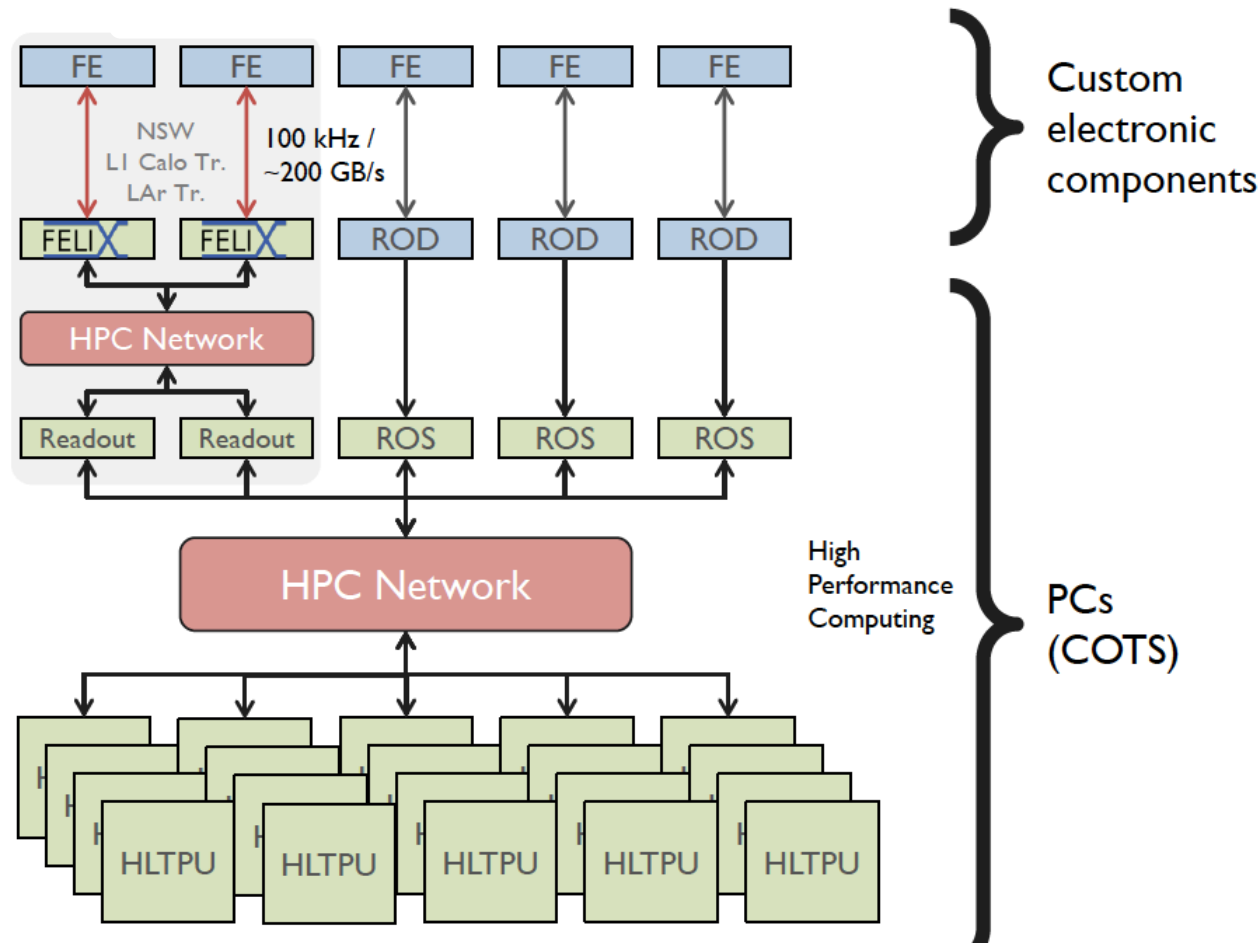 FE
FE
FE
FE
FE
Custom
electronic
components
NSW
L1 Calo Tr.
LAr Tr.
100 kHz /
~200 GB/s
FELIX
FELIX
ROD
ROD
ROD
HPC Network
Readout
Readout
ROS
ROS
ROS
HPC Network
High
Performance
Computing
PCs
(COTS)
HLTPU
HLTPU
HLTPU
HLTPU
HLTPU